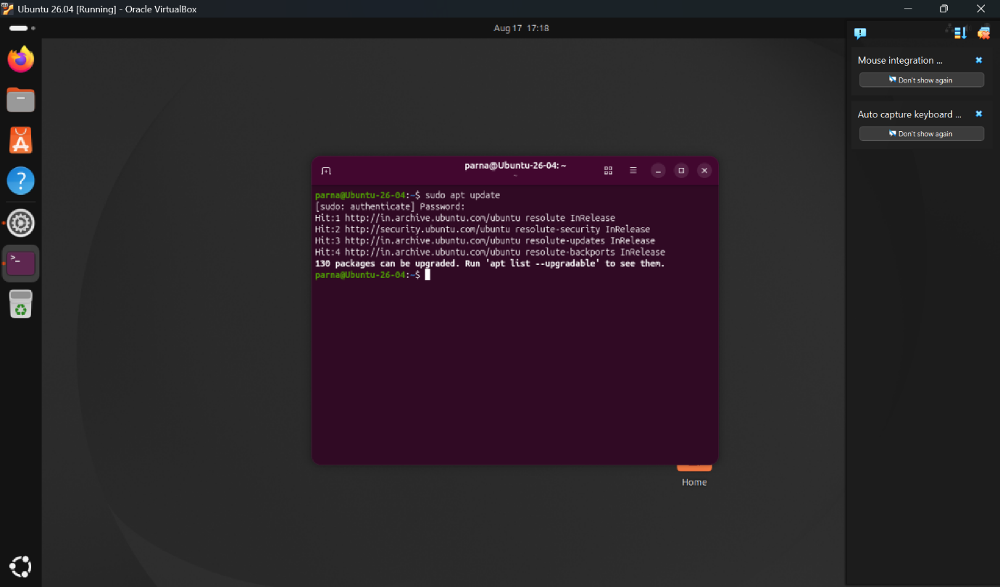 Ubuntu 26.04 [Running] - Oracle VirtualBox
Aug 17 17:18
Mouse integration ...
Don't show again
Auto capture keyboard ...
Don't show again
parna@Ubuntu-26-04: ~
~
parna@Ubuntu-26-04:~$ sudo apt update
[sudo: authenticate] Password:
Hit:1 http://in.archive.ubuntu.com/ubuntu resolute InRelease
Hit:2 http://security.ubuntu.com/ubuntu resolute-security InRelease
Hit:3 http://in.archive.ubuntu.com/ubuntu resolute-updates InRelease
Hit:4 http://in.archive.ubuntu.com/ubuntu resolute-backports InRelease
130 packages can be upgraded. Run 'apt list --upgradable' to see them.
parna@Ubuntu-26-04:~$
Home